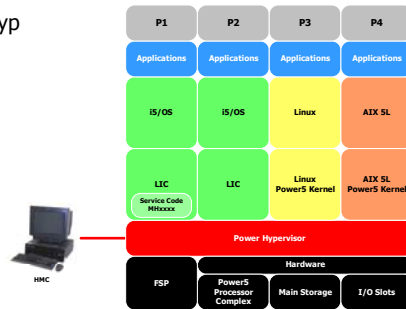 yp
P1 P2 P3 P4
Applications Applications Applications Applications
i5/OS i5/OS Linux AIX 5L
LIC LIC Linux Power5 Kernel AIX 5L Power5 Kernel
Service Code
MHxxxx
Power Hypervisor
HMC
Hardware
FSP Power5 Processor Complex Main Storage I/O Slots